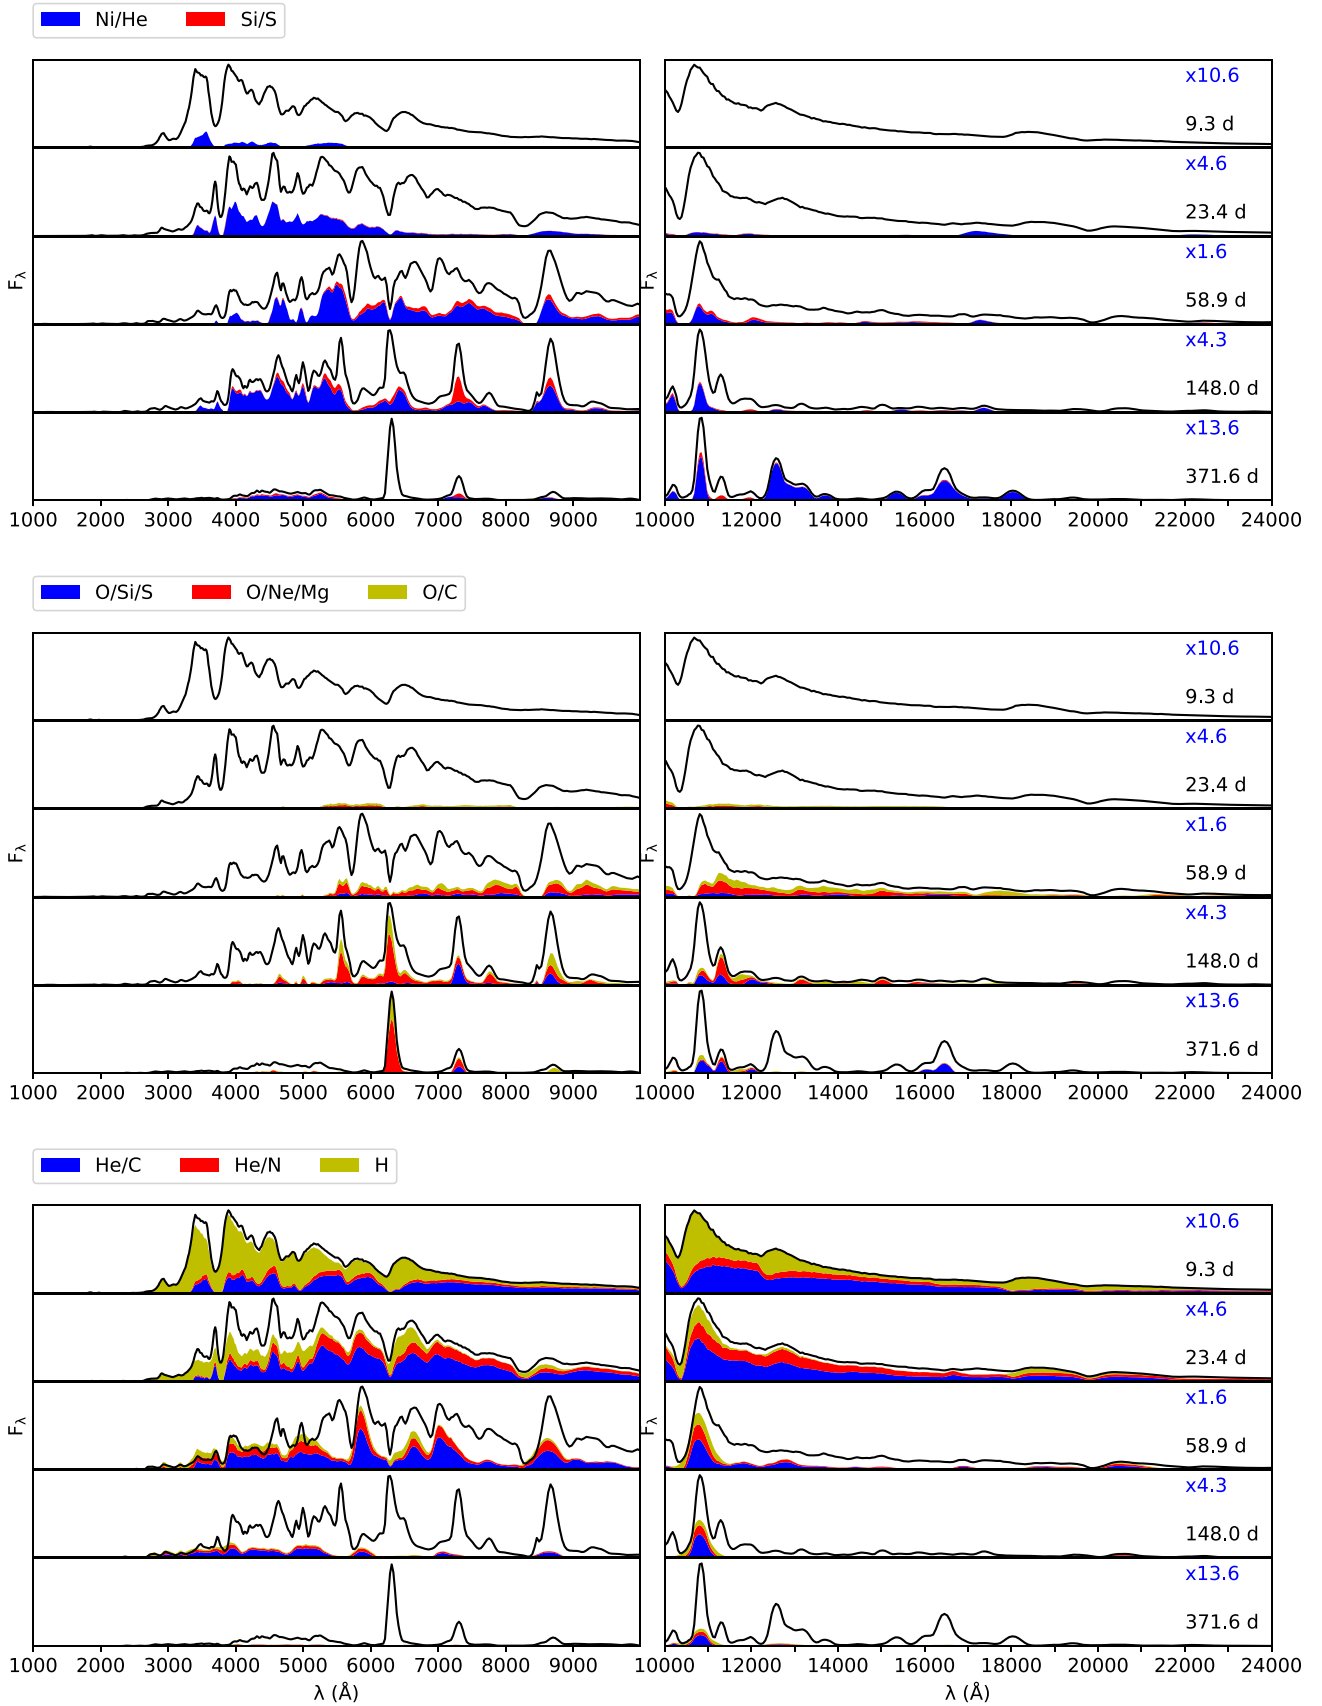 Ni/He Si/S
x10.6
9.3 d
x4.6
23.4 d
F_λ F_λ x1.6
58.9 d
x4.3
148.0 d
x13.6
371.6 d
1000 2000 3000 4000 5000 6000 7000 8000 9000 10000 12000 14000 16000 18000 20000 22000 24000
O/Si/S O/Ne/Mg O/C
x10.6
9.3 d
x4.6
23.4 d
F_λ F_λ x1.6
58.9 d
x4.3
148.0 d
x13.6
371.6 d
1000 2000 3000 4000 5000 6000 7000 8000 9000 10000 12000 14000 16000 18000 20000 22000 24000
He/C He/N H
x10.6
9.3 d
x4.6
23.4 d
F_λ F_λ x1.6
58.9 d
x4.3
148.0 d
x13.6
371.6 d
1000 2000 3000 4000 5000 6000 7000 8000 9000 10000 12000 14000 16000 18000 20000 22000 24000
λ (Å) λ (Å)